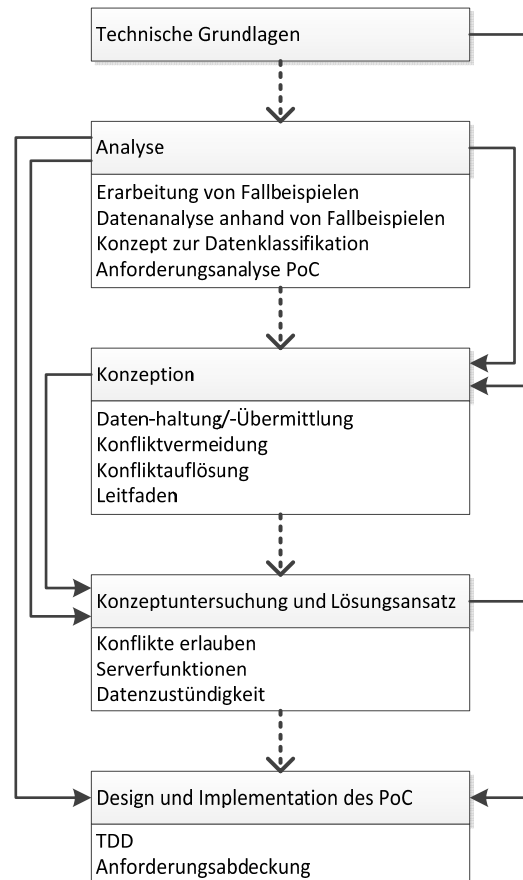 Technische Grundlagen
Analyse
Erarbeitung von Fallbeispielen
Datenanalyse anhand von Fallbeispielen
Konzept zur Datenklassifikation
Anforderungsanalyse PoC
Konzeption
Daten-haltung/-Übermittlung
Konfliktvermeidung
Konfliktauflösung
Leitfaden
Konzeptuntersuchung und Lösungsansatz
Konflikte erlauben
Serverfunktionen
Datenzuständigkeit
Design und Implementation des PoC
TDD
Anforderungsabdeckung